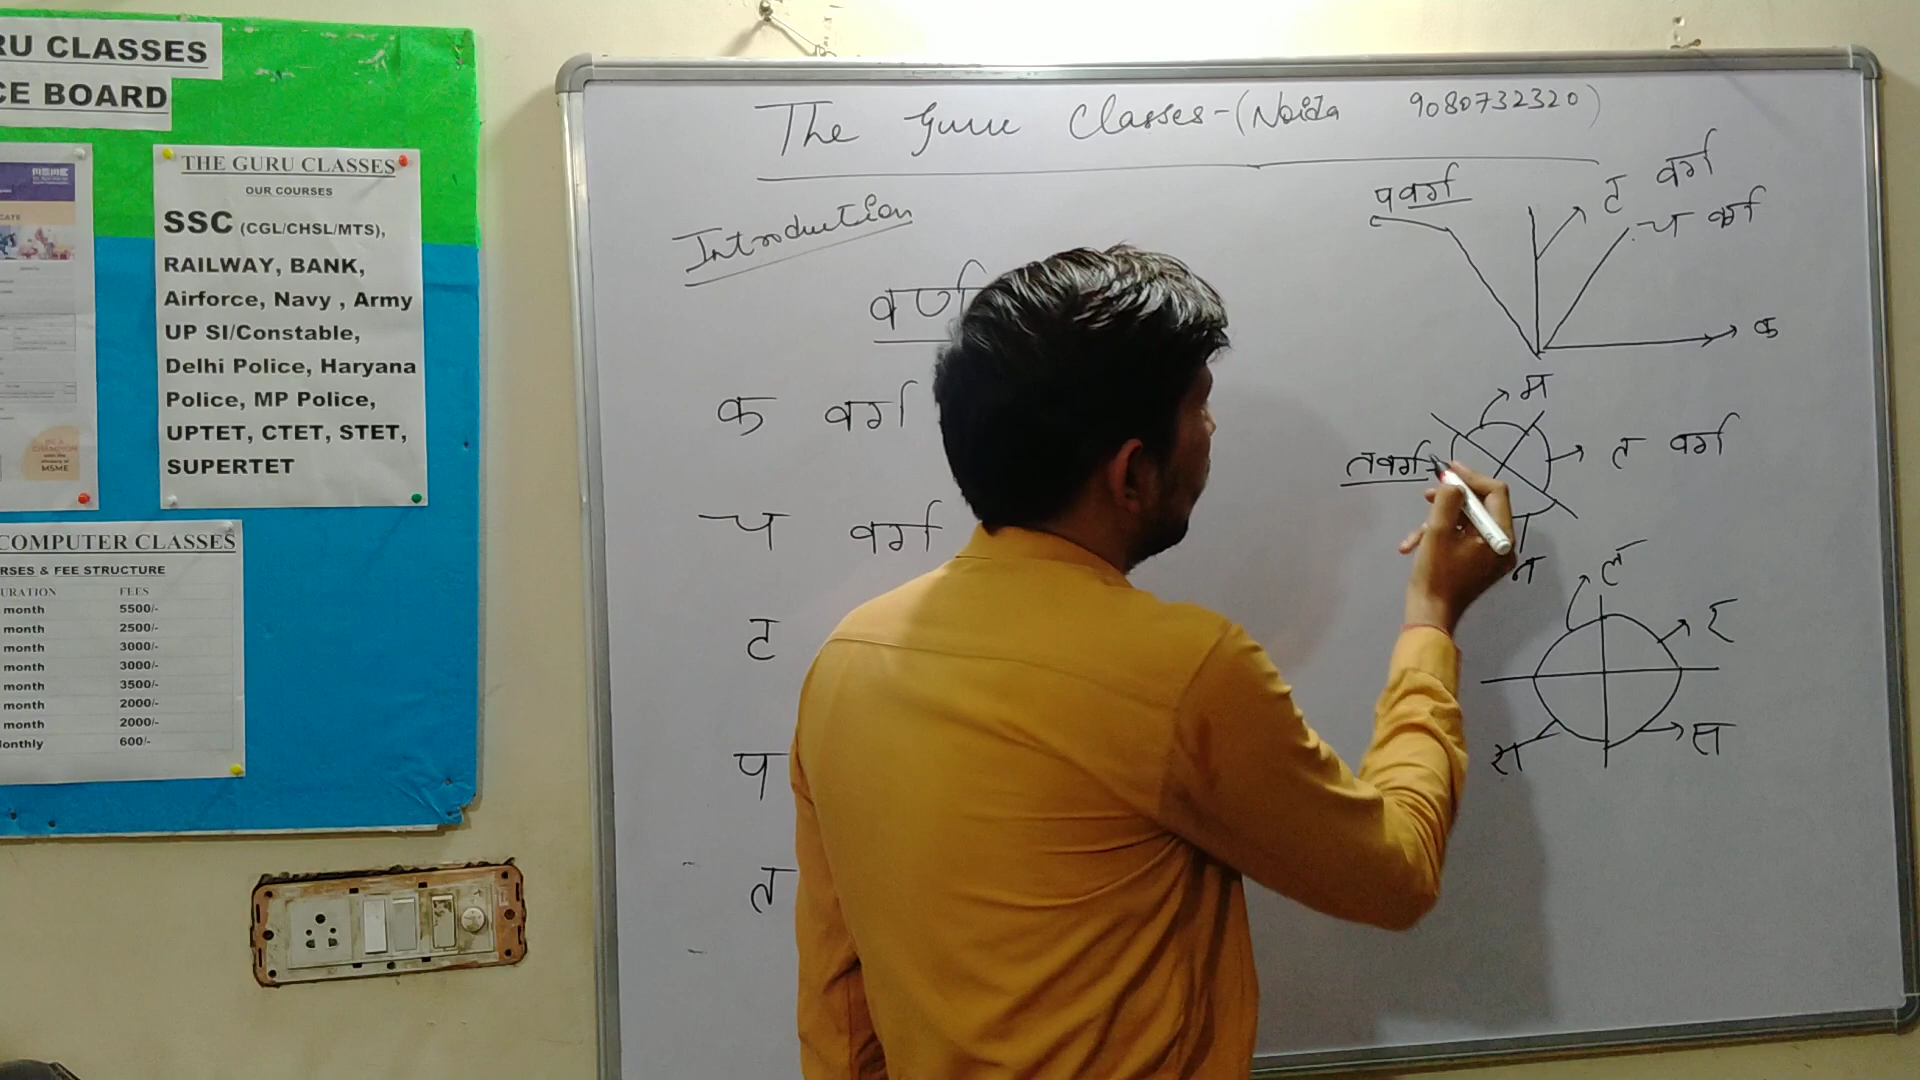 RU CLASSES
CE BOARD
MSME
THE GURU CLASSES
OUR COURSES
SSC (CGL/CHSL/MTS),
RAILWAY, BANK,
Airforce, Navy , Army
UP SI/Constable,
Delhi Police, Haryana
Police, MP Police,
UPTET, CTET, STET,
SUPERTET
COMPUTER CLASSES
RSES & FEE STRUCTURE
URATION FEES
month 5500/-
month 2500/-
month 3000/-
month 3000/-
month 3500/-
month 2000/-
month 2000/-
onthly 600/-
The Guru Classes-(Noida 9080732320)
Introduction
वर्ण
क वर्ग
च वर्ग
ट
प
त
पवर्ग
ट वर्ग
च वर्ग
क
म
तवर्ग
त वर्ग
न
ल
र
स